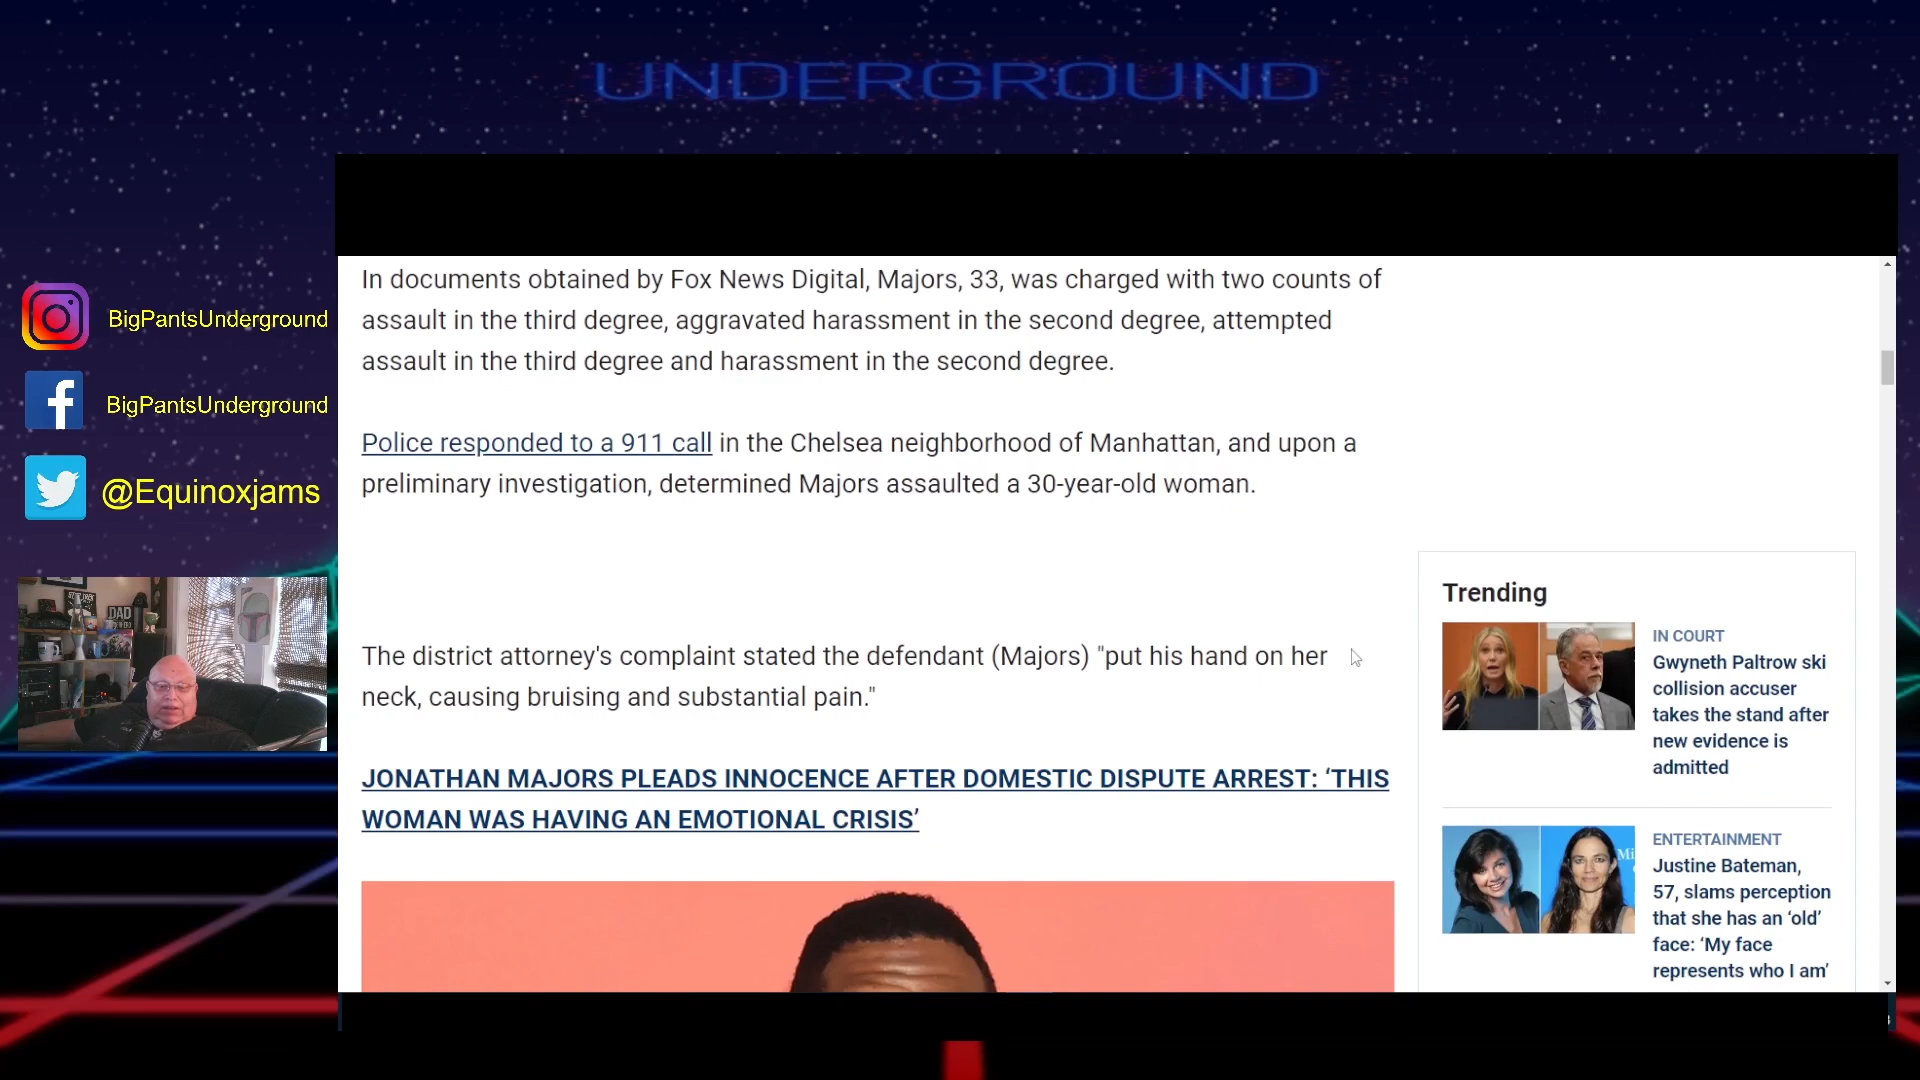 UNDERGROUND
BigPantsUnderground
BigPantsUnderground
@Equinoxjams
DAD
In documents obtained by Fox News Digital, Majors, 33, was charged with two counts of
assault in the third degree, aggravated harassment in the second degree, attempted
assault in the third degree and harassment in the second degree.
Police responded to a 911 call in the Chelsea neighborhood of Manhattan, and upon a
preliminary investigation, determined Majors assaulted a 30-year-old woman.
The district attorney's complaint stated the defendant (Majors) "put his hand on her
neck, causing bruising and substantial pain."
JONATHAN MAJORS PLEADS INNOCENCE AFTER DOMESTIC DISPUTE ARREST: ‘THIS
WOMAN WAS HAVING AN EMOTIONAL CRISIS’
Trending
IN COURT
Gwyneth Paltrow ski
collision accuser
takes the stand after
new evidence is
admitted
ENTERTAINMENT
Justine Bateman,
57, slams perception
that she has an ‘old’
face: ‘My face
represents who I am’